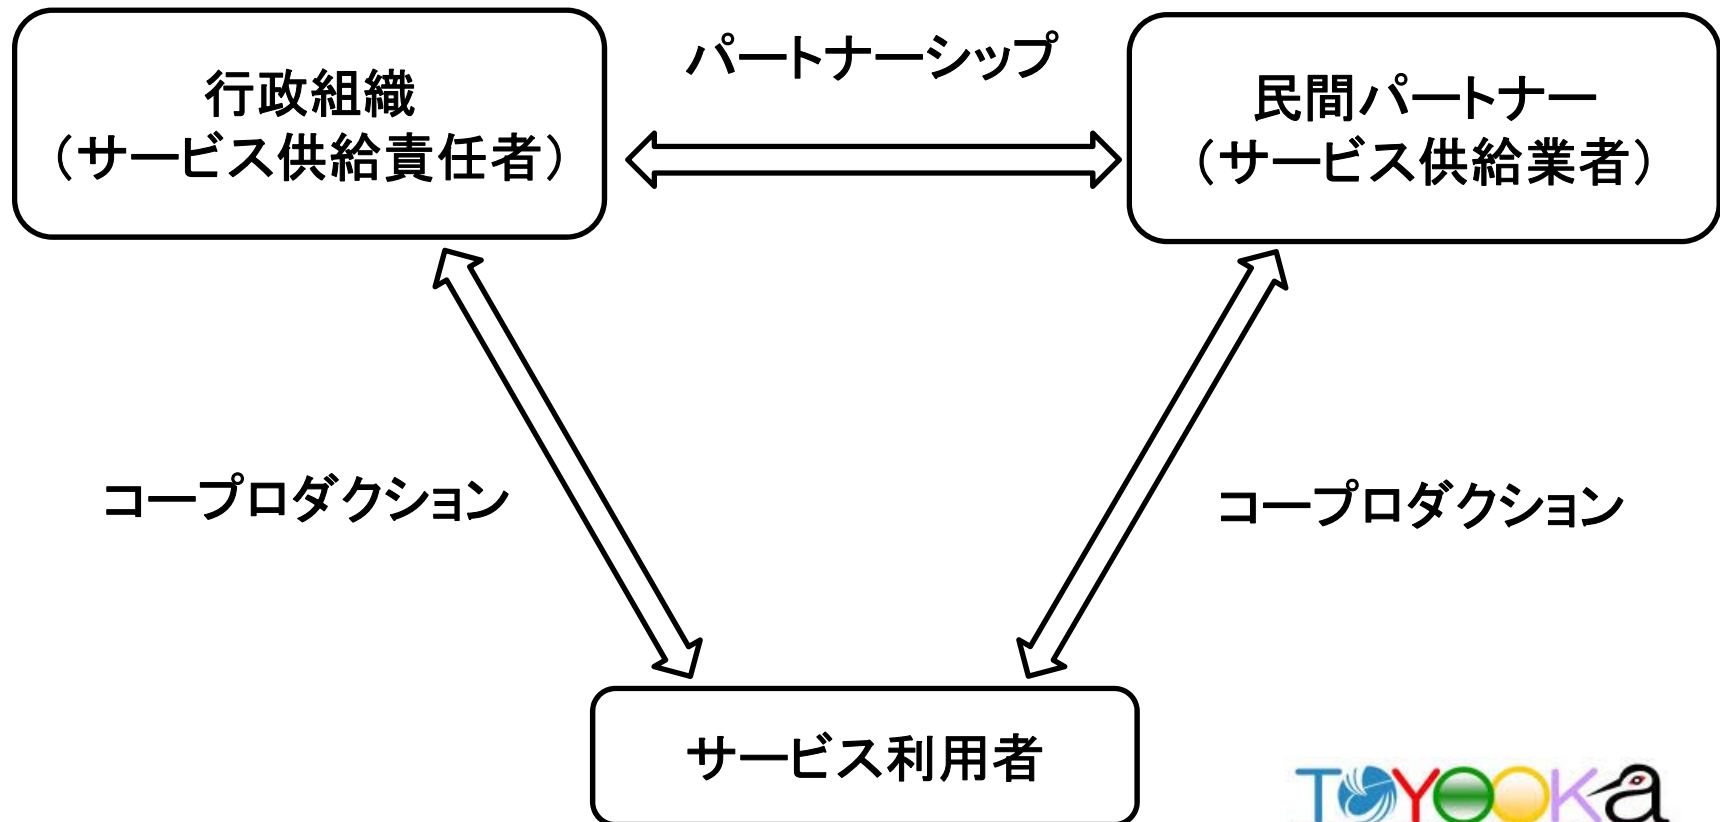 行政組織
（サービス供給責任者）
パートナーシップ
民間パートナー
（サービス供給業者）
コープロダクション
コープロダクション
サービス利用者
TOYOOKa